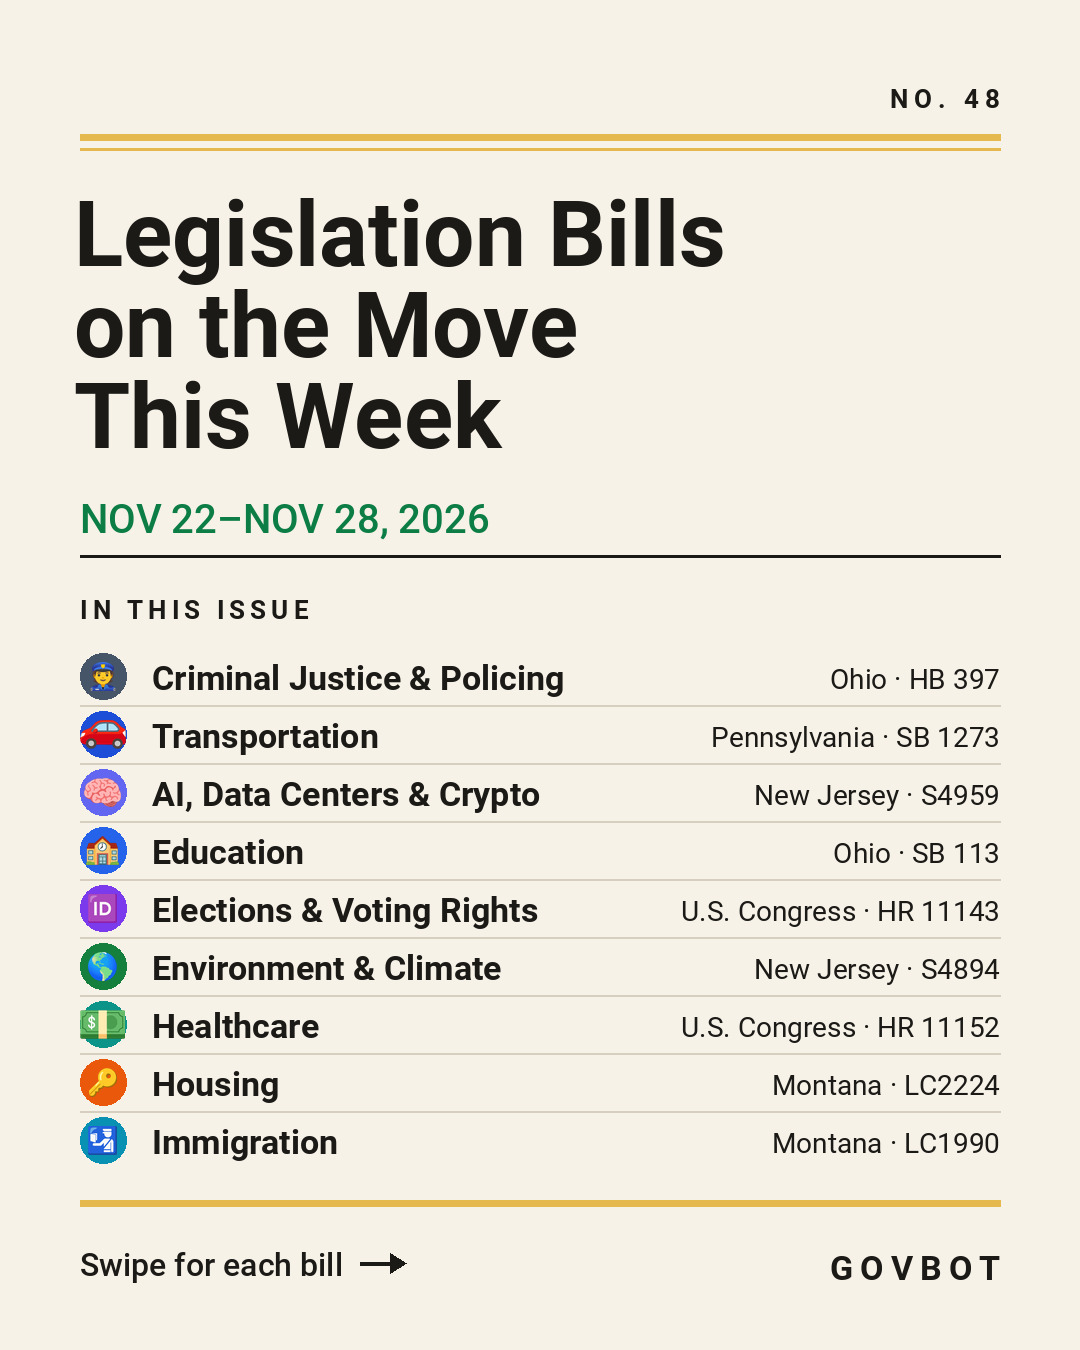 NO. 48
Legislation Bills
on the Move
This Week
NOV 22–NOV 28, 2026
IN THIS ISSUE
Criminal Justice & Policing Ohio · HB 397
Transportation Pennsylvania · SB 1273
AI, Data Centers & Crypto New Jersey · S4959
Education Ohio · SB 113
ID Elections & Voting Rights U.S. Congress · HR 11143
Environment & Climate New Jersey · S4894
$ Healthcare U.S. Congress · HR 11152
Housing Montana · LC2224
Immigration Montana · LC1990
Swipe for each bill GOVBOT